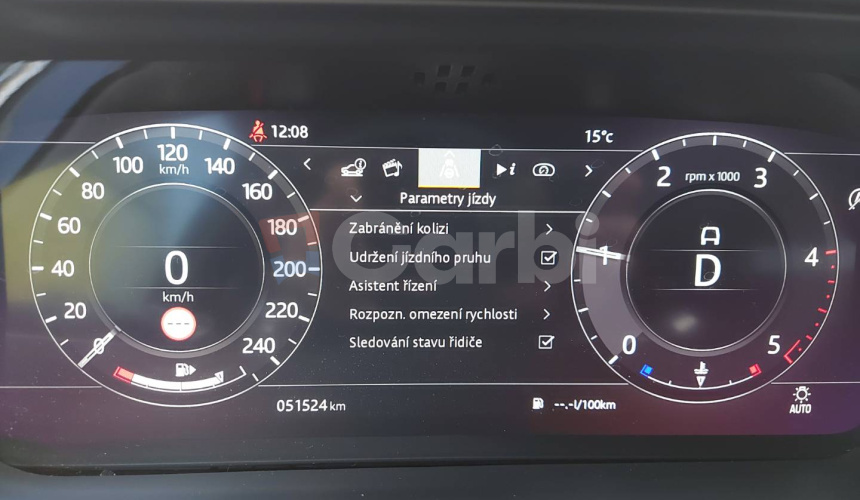 12:08
15°c
Parametry jízdy
Zabránění kolizi
Udržení jízdního pruhu
Asistent řízení
Rozpozn. omezení rychlosti
Sledování stavu řidiče
0 20 40 60 80 100 120 140 160 180 200 220 240
km/h
0
km/h
---
0 1 2 3 4 5
rpm x 1000
A
D
051524 km
--.-l/100km
AUTO
Carbi